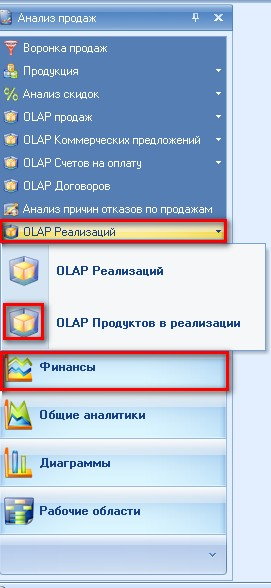 Анализ продаж
Воронка продаж
Продукция
Анализ скидок
OLAP продаж
OLAP Коммерческих предложений
OLAP Счетов на оплату
OLAP Договоров
Анализ причин отказов по продажам
OLAP Реализаций
OLAP Реализаций
OLAP Продуктов в реализации
Финансы
Общие аналитики
Диаграммы
Рабочие области